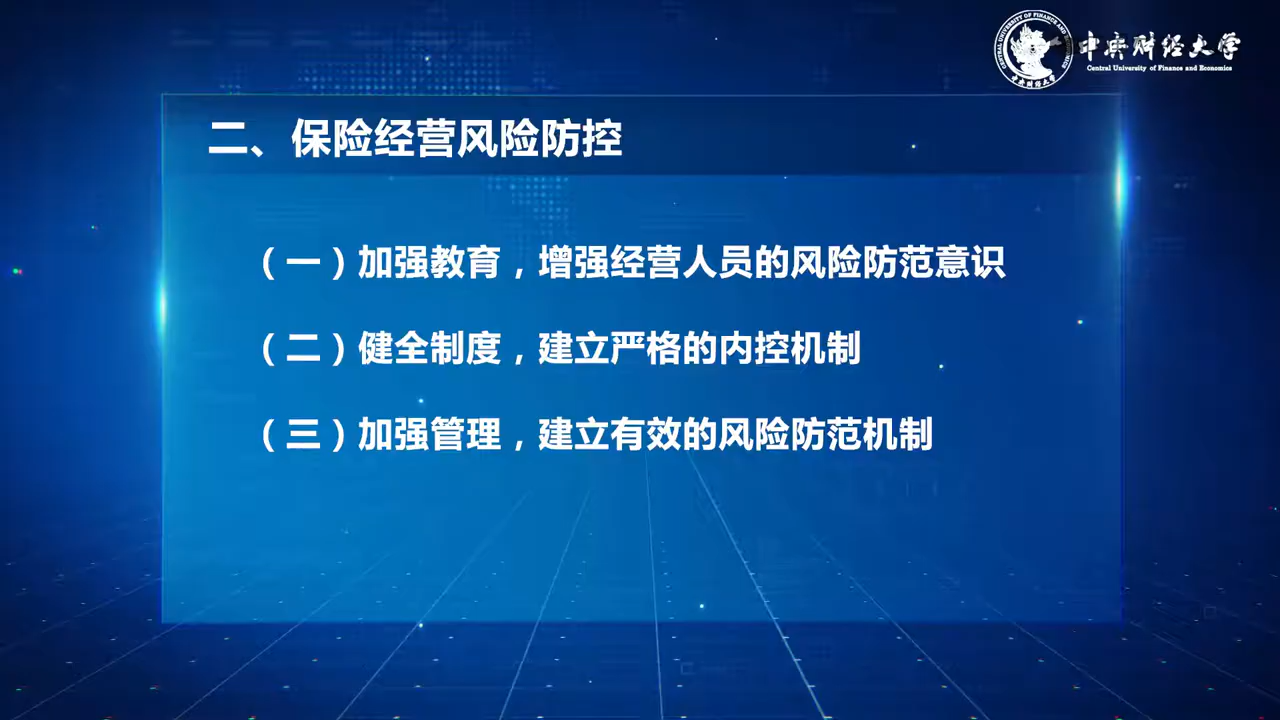 中央财经大学
Central University of Finance and Economics
二、保险经营风险防控
（一）加强教育，增强经营人员的风险防范意识
（二）健全制度，建立严格的内控机制
（三）加强管理，建立有效的风险防范机制